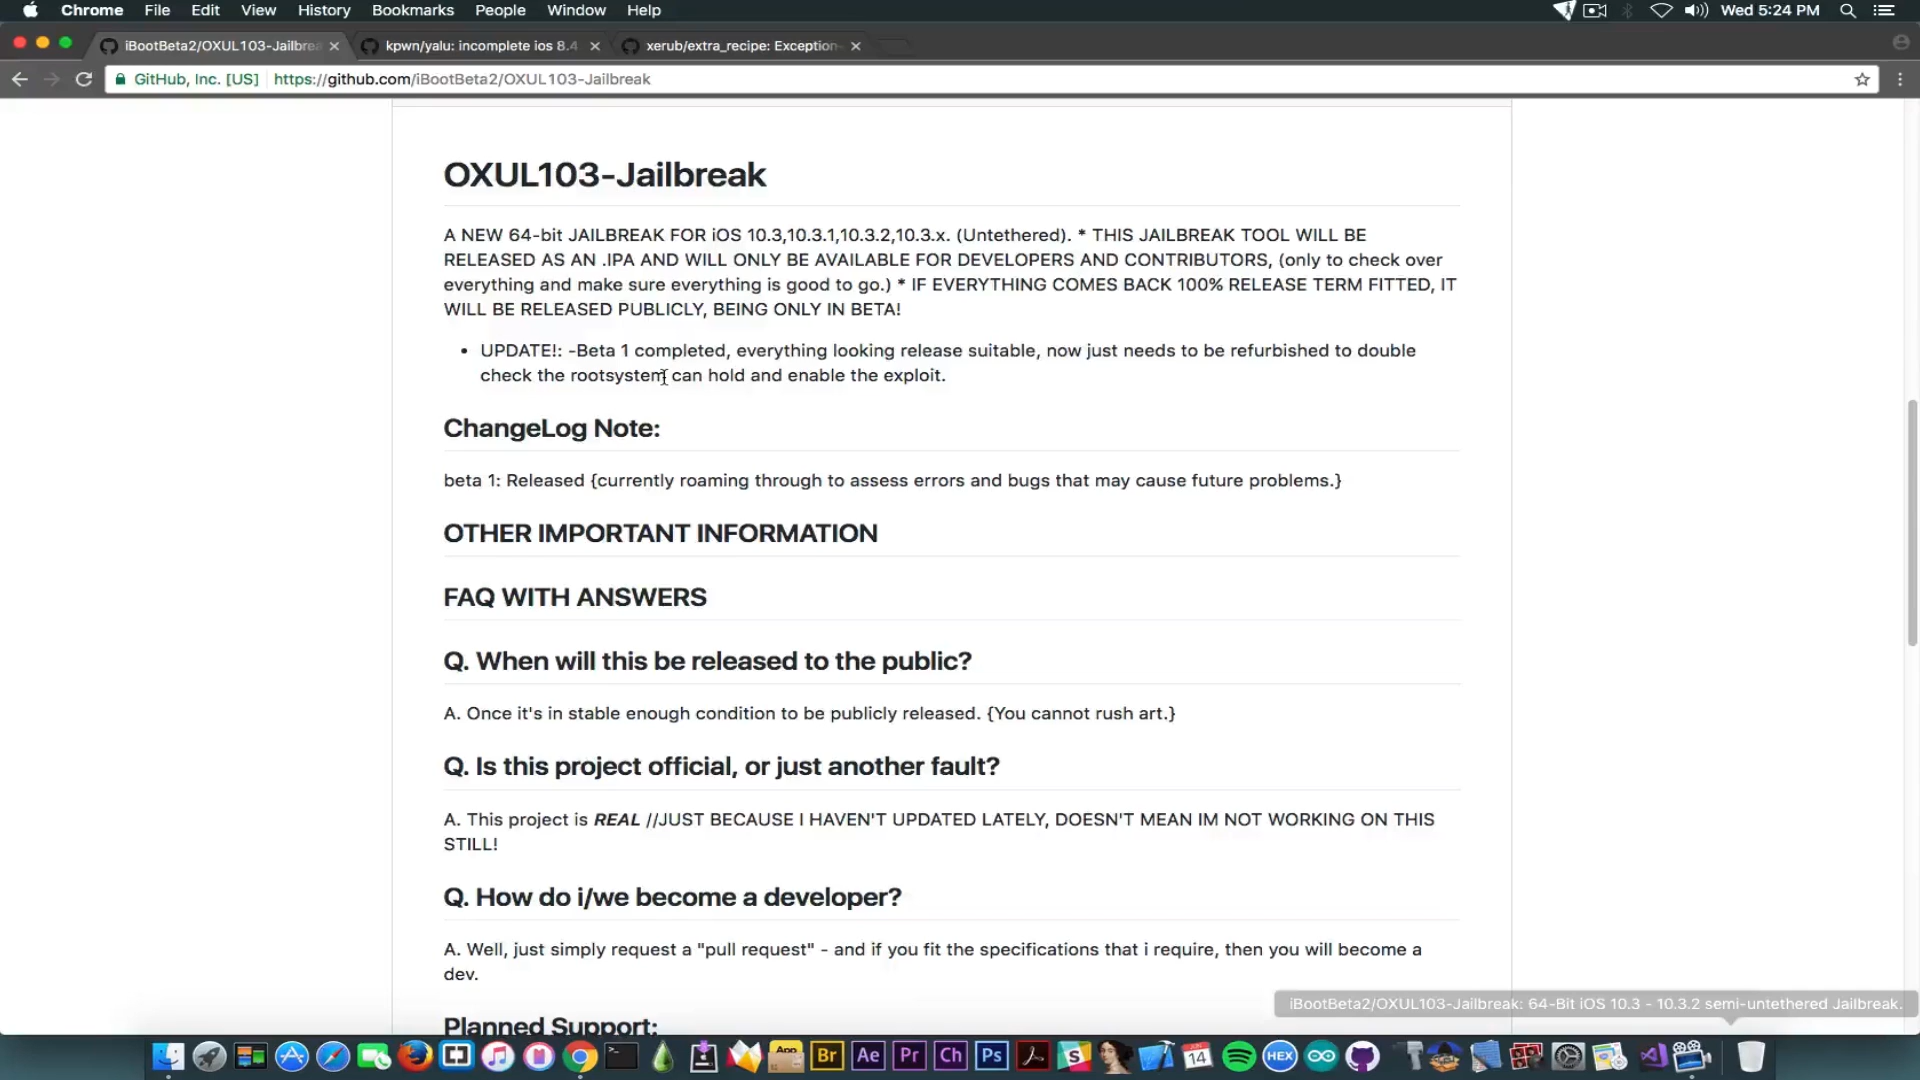 Chrome File Edit View History Bookmarks People Window Help Wed 5:24 PM
iBootBeta2/OXUL103-Jailbrea kpwn/yalu: incomplete ios 8.4 xerub/extra_recipe: Exception-
GitHub, Inc. [US] https://github.com/iBootBeta2/OXUL103-Jailbreak
OXUL103-Jailbreak
A NEW 64-bit JAILBREAK FOR iOS 10.3,10.3.1,10.3.2,10.3.x. (Untethered). * THIS JAILBREAK TOOL WILL BE
RELEASED AS AN .IPA AND WILL ONLY BE AVAILABLE FOR DEVELOPERS AND CONTRIBUTORS, (only to check over
everything and make sure everything is good to go.) * IF EVERYTHING COMES BACK 100% RELEASE TERM FITTED, IT
WILL BE RELEASED PUBLICLY, BEING ONLY IN BETA!
• UPDATE!: -Beta 1 completed, everything looking release suitable, now just needs to be refurbished to double
check the rootsystem can hold and enable the exploit.
ChangeLog Note:
beta 1: Released {currently roaming through to assess errors and bugs that may cause future problems.}
OTHER IMPORTANT INFORMATION
FAQ WITH ANSWERS
Q. When will this be released to the public?
A. Once it's in stable enough condition to be publicly released. {You cannot rush art.}
Q. Is this project official, or just another fault?
A. This project is REAL //JUST BECAUSE I HAVEN'T UPDATED LATELY, DOESN'T MEAN IM NOT WORKING ON THIS
STILL!
Q. How do i/we become a developer?
A. Well, just simply request a "pull request" - and if you fit the specifications that i require, then you will become a
dev.
iBootBeta2/OXUL103-Jailbreak: 64-Bit iOS 10.3 - 10.3.2 semi-untethered Jailbreak.
Planned Support:
App Br Ae Pr Ch Ps 14 HEX